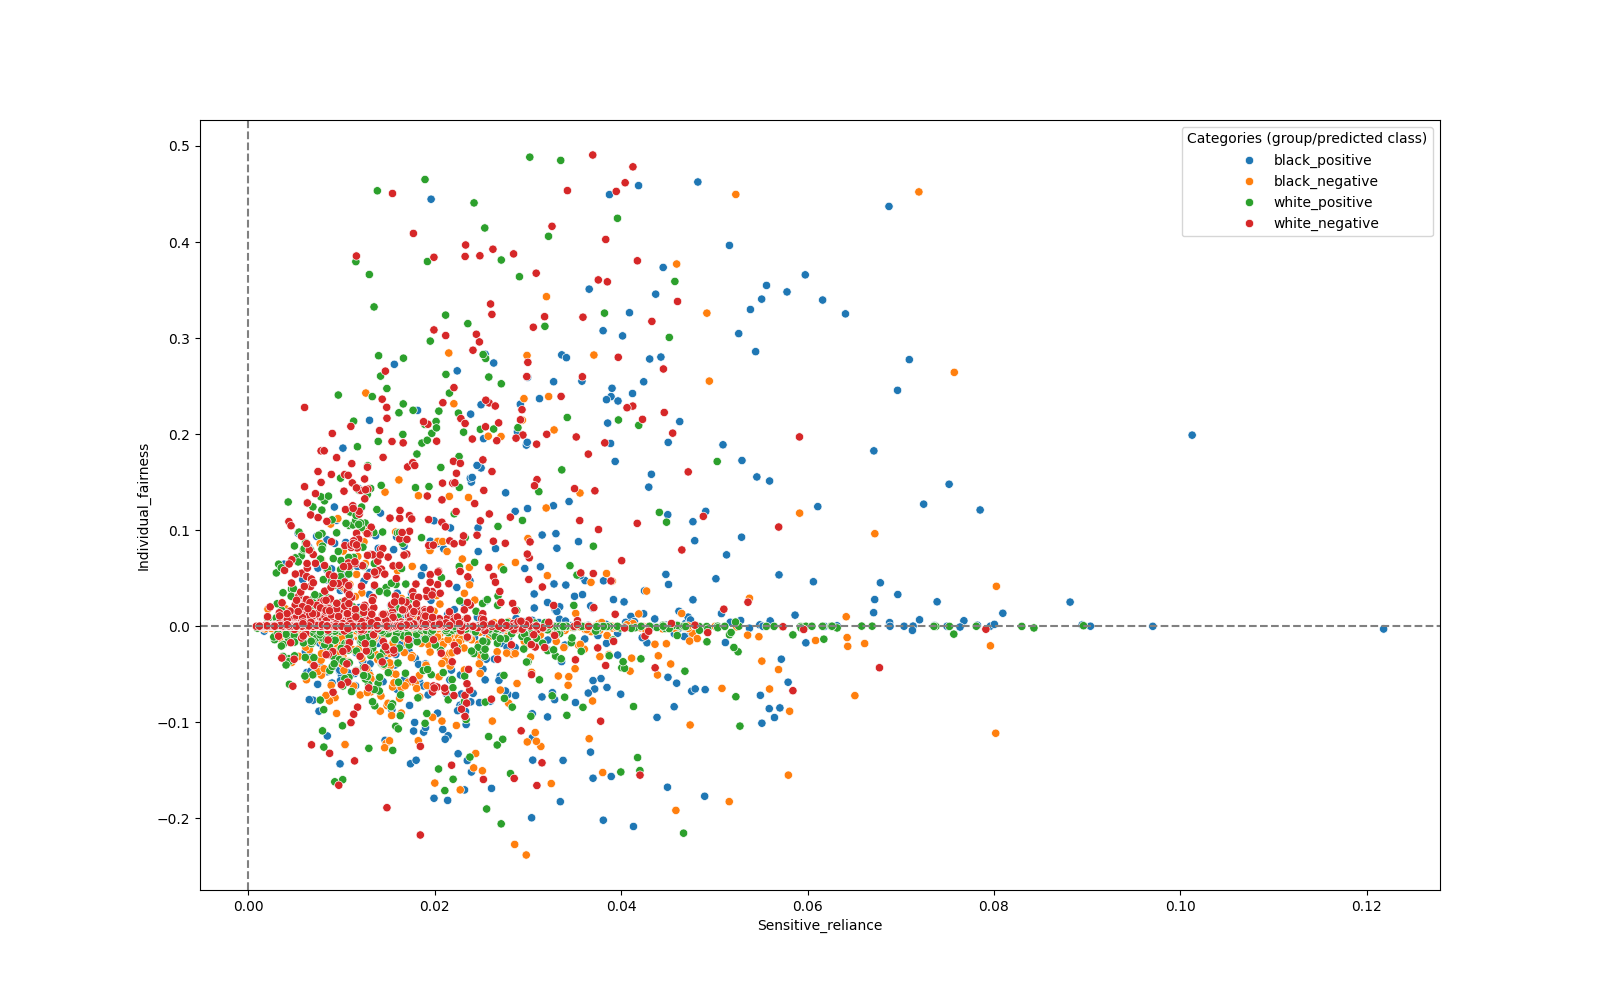 Categories (group/predicted class)
black_positive
black_negative
white_positive
white_negative
0.5
0.4
0.3
0.2
0.1
0.0
−0.1
−0.2
Individual_fairness
0.00 0.02 0.04 0.06 0.08 0.10 0.12
Sensitive_reliance